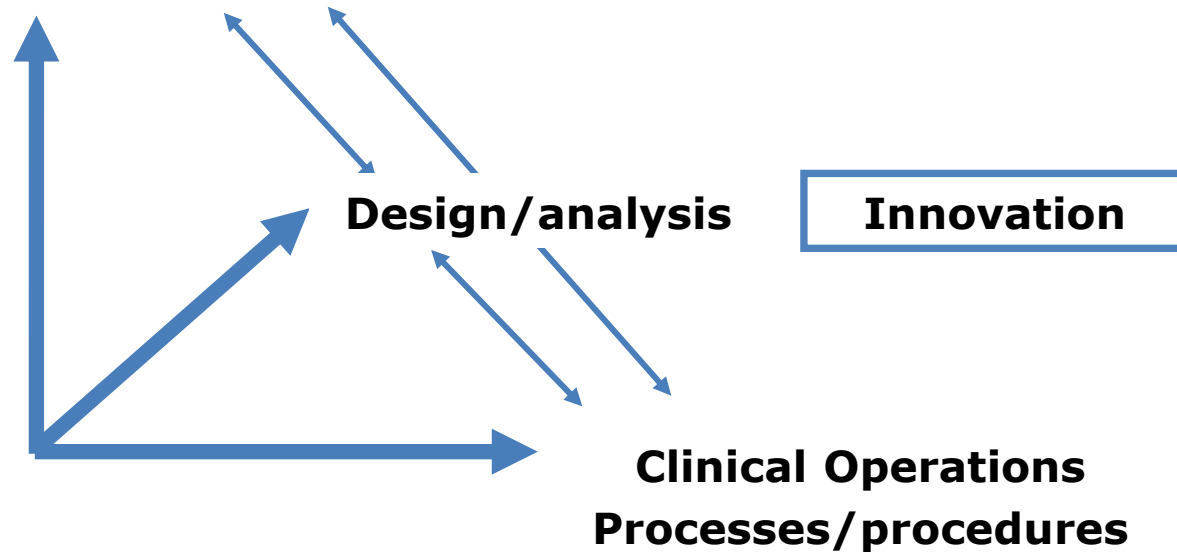 Design/analysis
Innovation
Clinical Operations
Processes/procedures